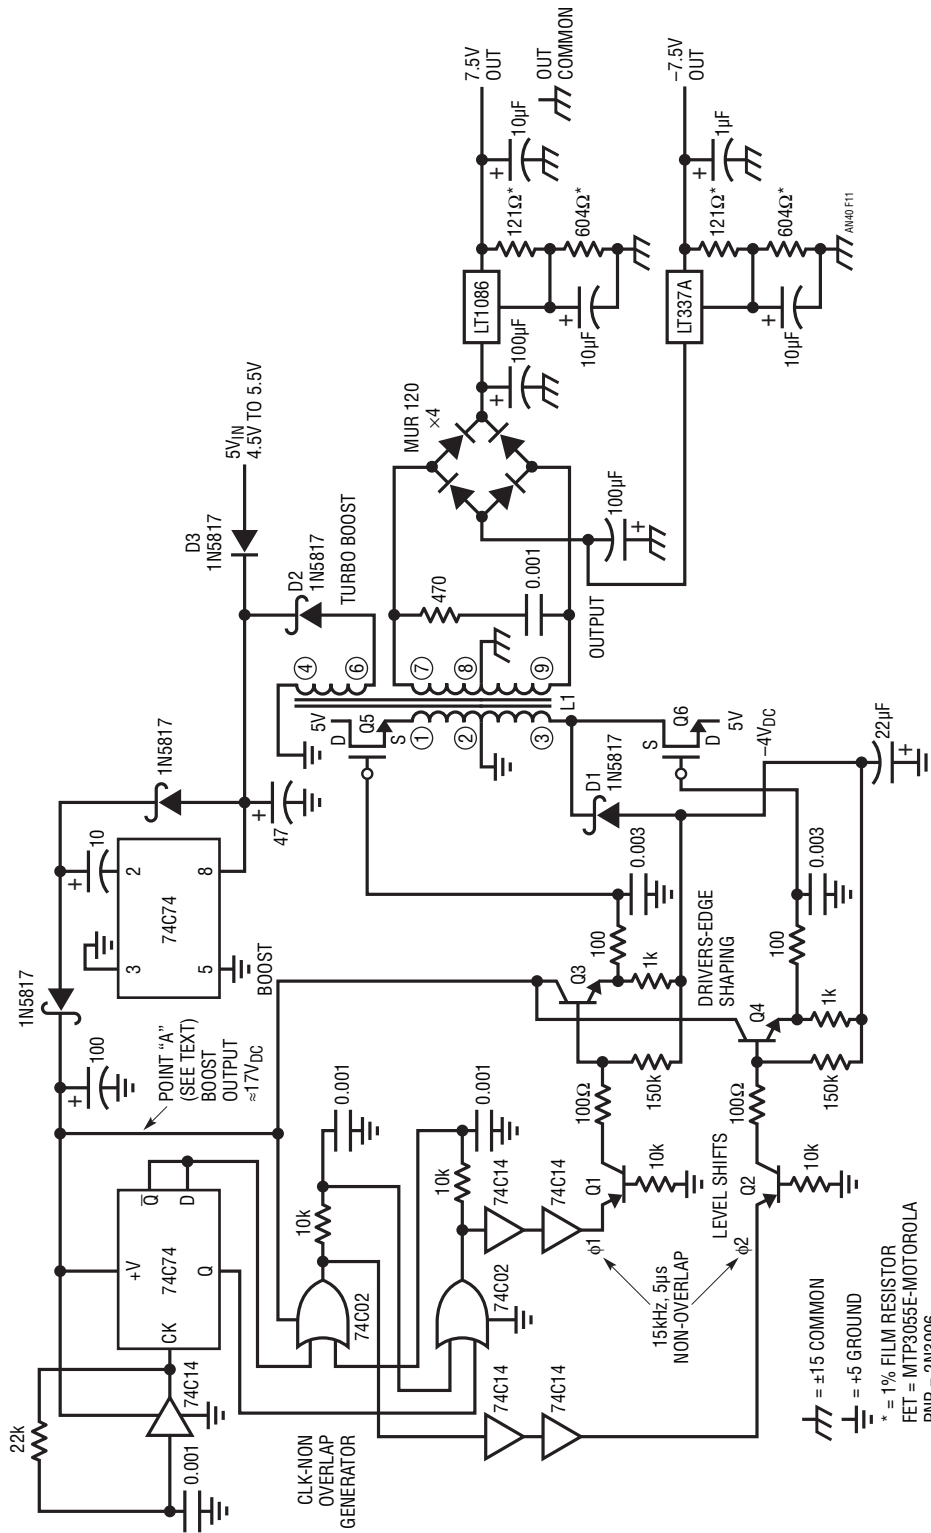 22k
74C14
0.001
CK
+V
74C74
Q
Q̅
D
100
1N5817
POINT “A”
(SEE TEXT)
BOOST
OUTPUT
≈17VDC
3
2
74C74
5
8
10
BOOST
1N5817
47
D3
1N5817
5VIN
4.5V TO 5.5V
D2
1N5817
TURBO BOOST
4
6
CLK-NON
OVERLAP
GENERATOR
74C02
10k
0.001
74C02
10k
0.001
74C14
74C14
74C14
74C14
15kHz, 5µs
NON-OVERLAP
ϕ1
ϕ2
Q1
10k
LEVEL SHIFTS
Q2
10k
100Ω
150k
100Ω
150k
Q3
100
1k
0.003
DRIVERS-EDGE
SHAPING
Q4
100
1k
0.003
5V
D
Q5
S
1
2
3
7
8
9
L1
D1
1N5817
S
Q6
D
5V
–4VDC
22µF
470
0.001
OUTPUT
MUR 120
×4
100µF
100µF
LT1086
121Ω*
604Ω*
10µF
10µF
7.5V
OUT
OUT
COMMON
LT337A
121Ω*
604Ω*
10µF
1µF
–7.5V
OUT
AN40 F11
= ±15 COMMON
= +5 GROUND
* = 1% FILM RESISTOR
FET = MTP3055E-MOTOROLA